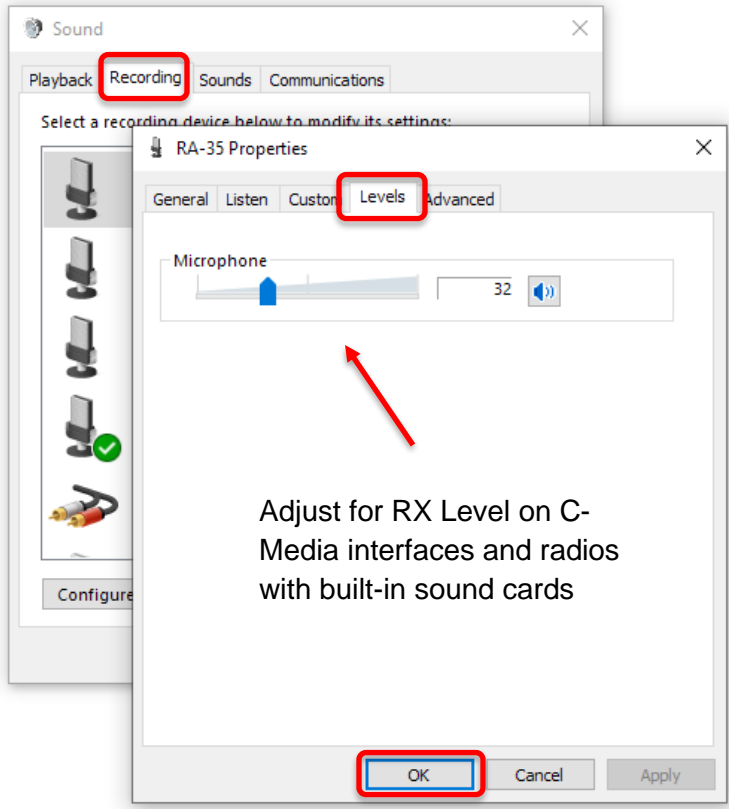 Sound
Playback Recording Sounds Communications
Select a recording device below to modify its settings:
RA-35 Properties
General Listen Custom Levels Advanced
Microphone
32
Adjust for RX Level on C-
Media interfaces and radios
with built-in sound cards
Configure
OK Cancel Apply